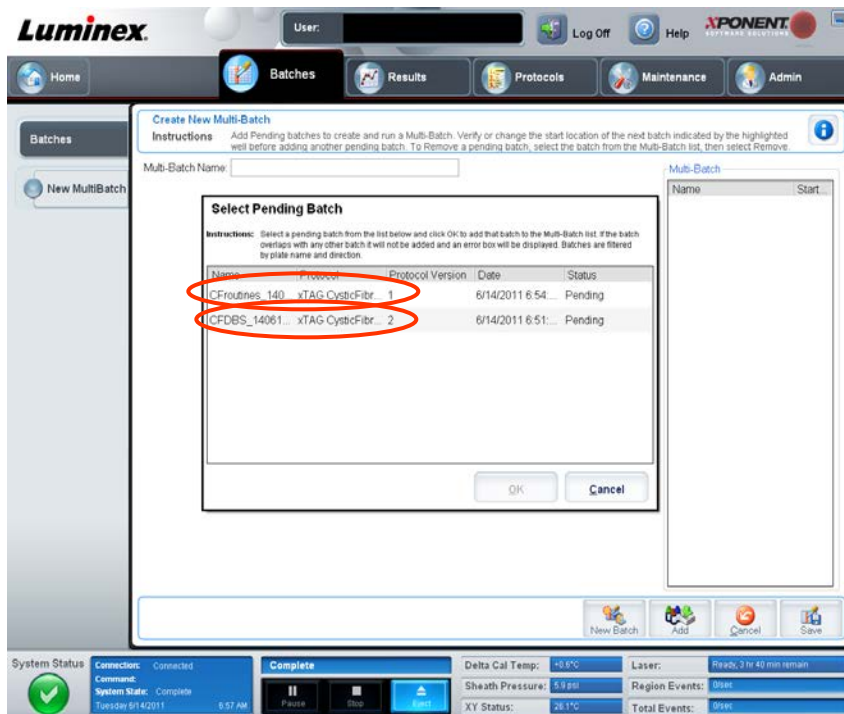 Luminex.
User:
Log Off
Help
XPONENT.
SOFTWARE SOLUTIONS
Home
Batches
Results
Protocols
Maintenance
Admin
Batches
New MultiBatch
Create New Multi-Batch
Instructions Add Pending batches to create and run a Multi-Batch. Verify or change the start location of the next batch indicated by the highlighted
well before adding another pending batch. To Remove a pending batch, select the batch from the Multi-Batch list, then select Remove.
Multi-Batch Name:
Multi-Batch
Name Start...
Select Pending Batch
Instructions: Select a pending batch from the list below and click OK to add that batch to the Multi-Batch list. If the batch
overlaps with any other batch it will not be added and an error box will be displayed. Batches are filtered
by plate name and direction.
Name Protocol Protocol Version Date Status
CFroutines_140... xTAG CysticFibr... 1 6/14/2011 6:54:... Pending
CFDBS_14061... xTAG CysticFibr... 2 6/14/2011 6:51:... Pending
OK
Cancel
New Batch
Add
Cancel
Save
System Status
Connection: Connected
Command:
System State: Complete
Tuesday 6/14/2011 6:57 AM
Complete
Pause
Stop
Eject
Delta Cal Temp: +0.6°C
Sheath Pressure: 5.9 psi
XY Status: 26.1°C
Laser: Ready, 3 hr 40 min remain
Region Events: 0/sec
Total Events: 0/sec